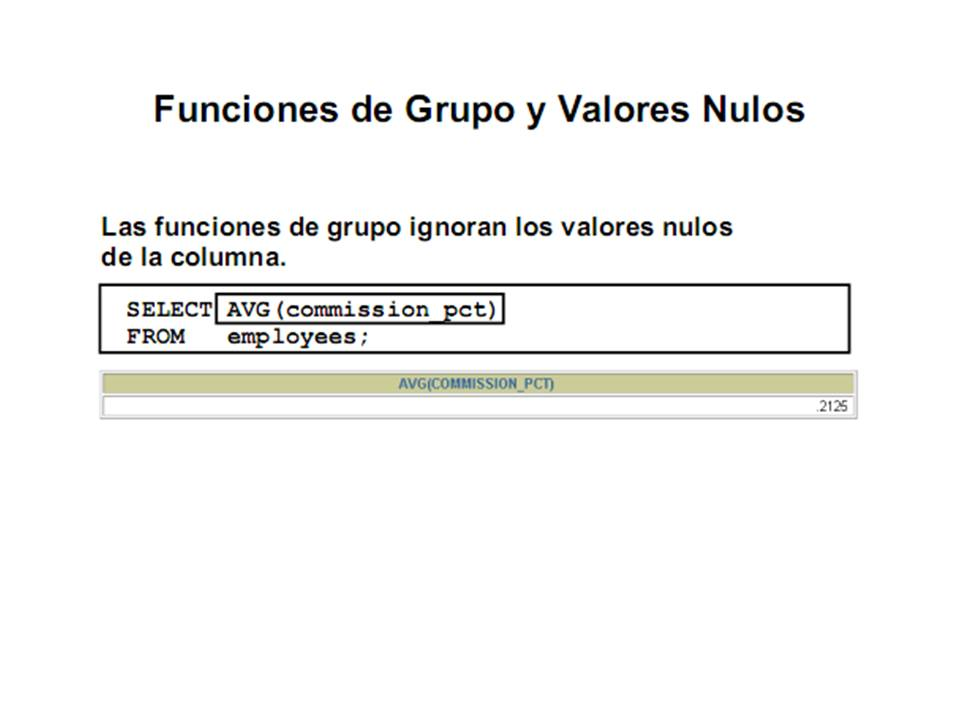 Funciones de Grupo y Valores Nulos
Las funciones de grupo ignoran los valores nulos
de la columna.
SELECT AVG(commission_pct)
FROM employees;
AVG(COMMISSION_PCT)
.2125